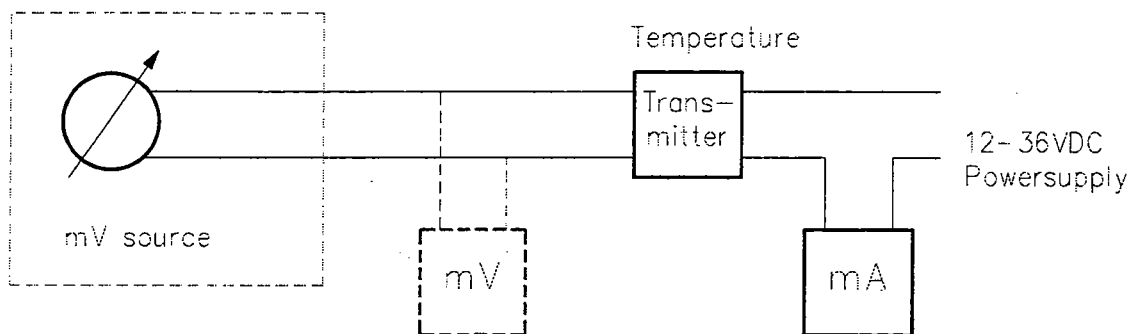 Temperature
Trans-
mitter
12-36VDC
Powersupply
mV source
mV
mA